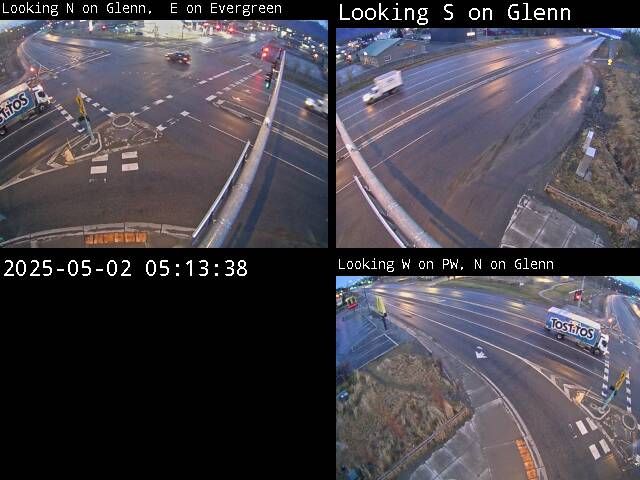 Looking N on Glenn,  E on Evergreen
Looking S on Glenn
TOSTITOS
2025-05-02 05:13:38
Looking W on PW, N on Glenn
TOSTITOS